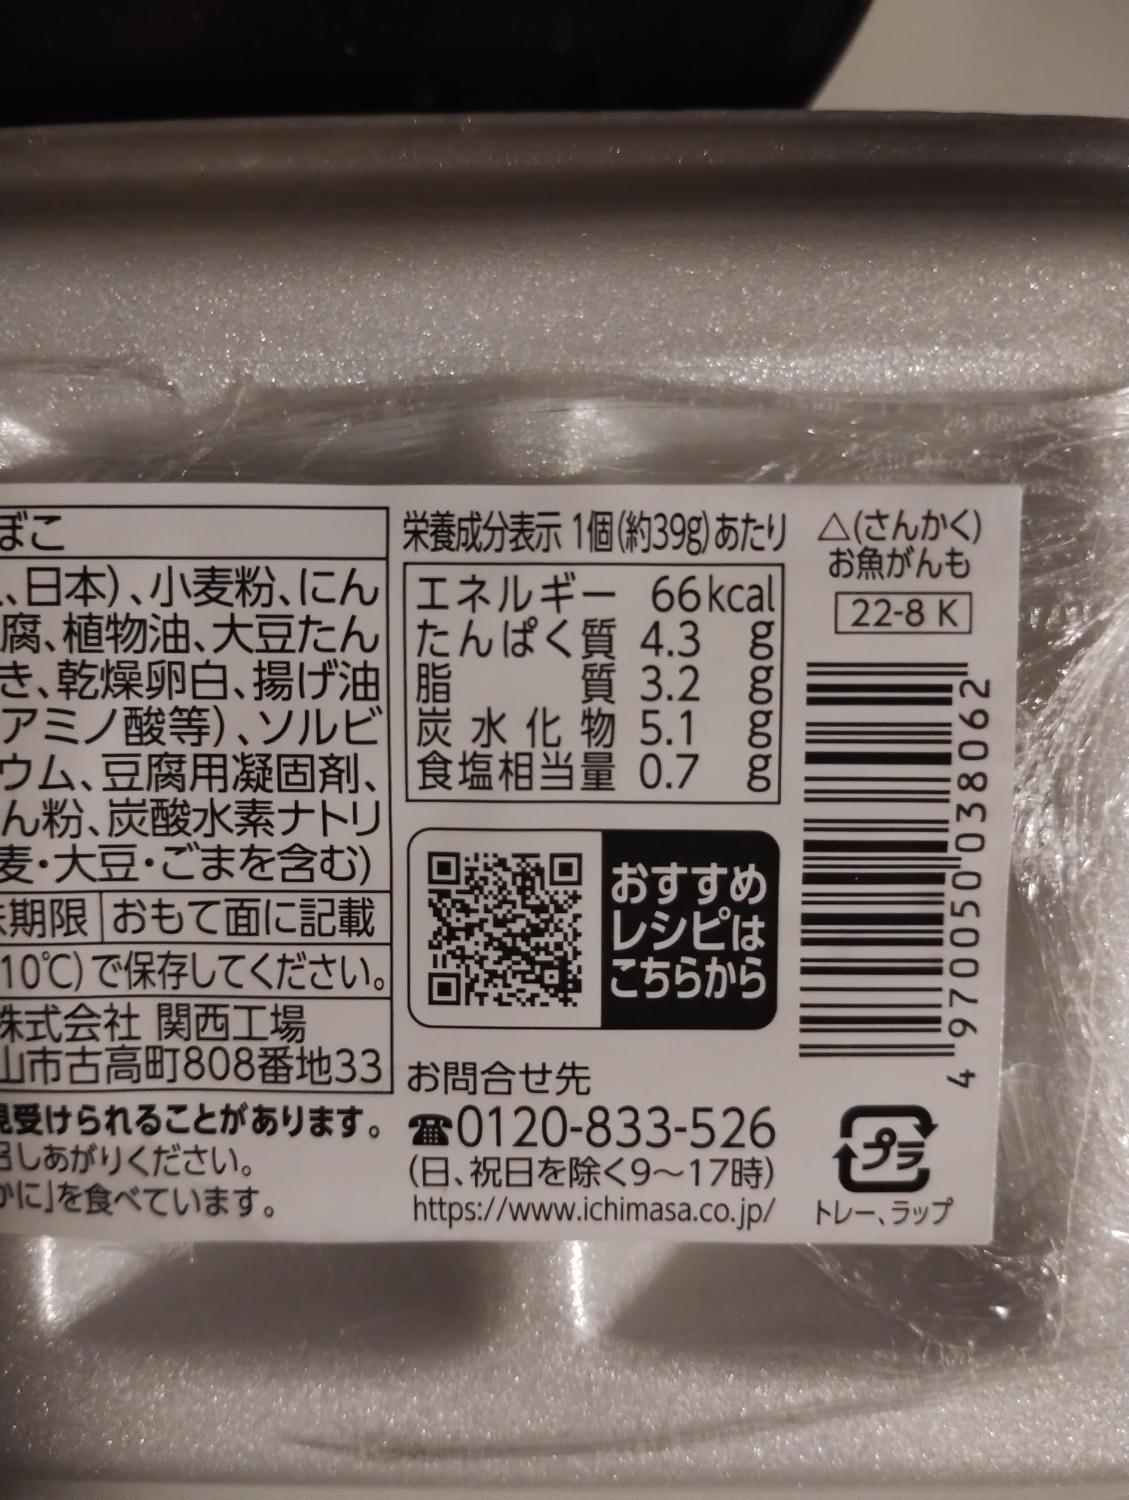 ぼこ
、日本)、小麦粉、にん
腐、植物油、大豆たん
き、乾燥卵白、揚げ油
アミノ酸等)、ソルビ
ウム、豆腐用凝固剤、
ん粉、炭酸水素ナトリ
麦・大豆・ごまを含む)
期限 おもて面に記載
10℃)で保存してください。
株式会社 関西工場
山市古高町808番地33
見受けられることがあります。
召しあがりください。
かに」を食べています。
栄養成分表示 1個(約39g)あたり
エネルギー 66kcal
たんぱく質 4.3 g
脂質 3.2 g
炭水化物 5.1 g
食塩相当量 0.7 g
おすすめ
レシピは
こちらから
お問合せ先
☎0120-833-526
(日、祝日を除く9～17時)
https://www.ichimasa.co.jp/
△(さんかく)
お魚がんも
22-8 K
4 970050 038062
プラ
トレー、ラップ